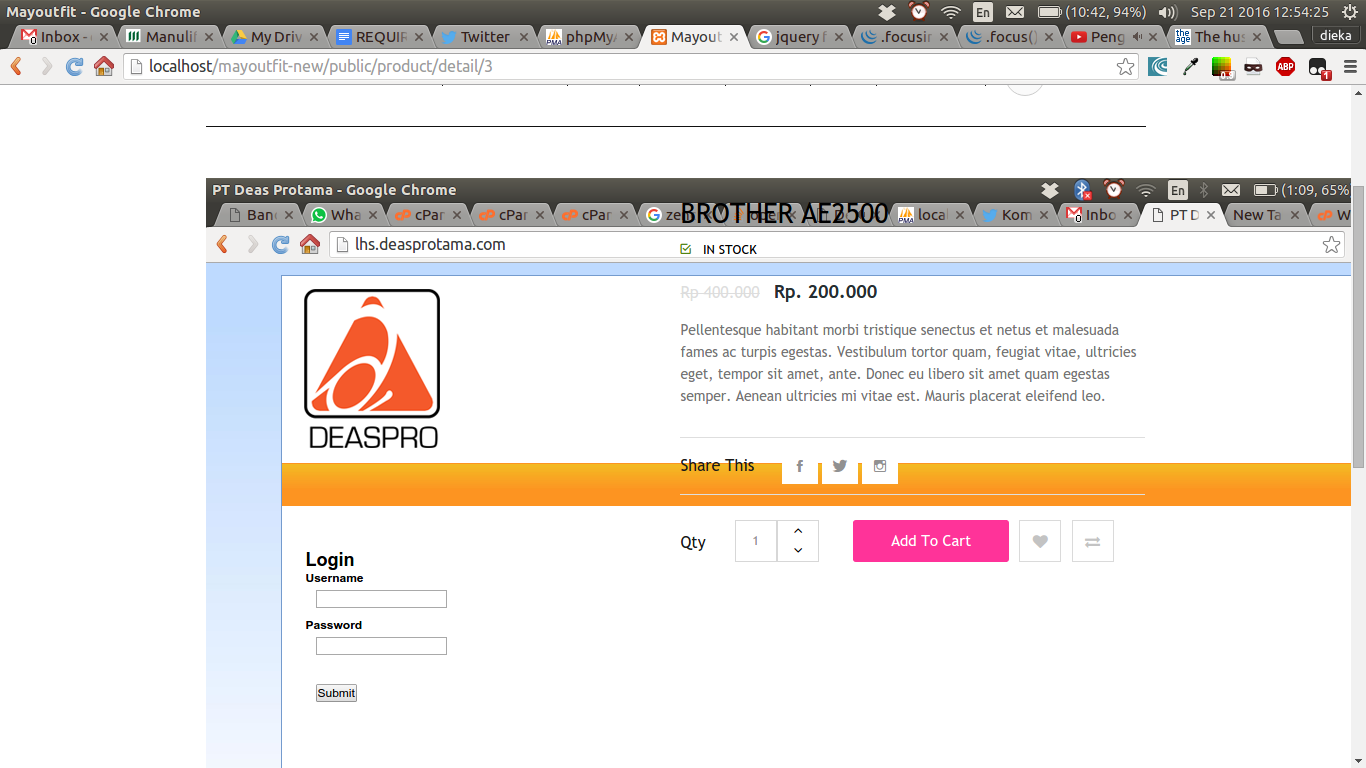 Mayoutfit - Google Chrome
En (10:42, 94%) Sep 21 2016 12:54:25
Inbox - Manulif My Driv REQUIR Twitter phpMyA Mayout jquery f .focusin .focus() Peng The hus dieka
localhost/mayoutfit-new/public/product/detail/3
0.3 ABP 1
PT Deas Protama - Google Chrome
En (1:09, 65%
Ban Wha cPar cPar cPar local Kom Inbo PT D New Ta W
BROTHER AE2500
lhs.deasprotama.com
IN STOCK
Rp 400.000 Rp. 200.000
Pellentesque habitant morbi tristique senectus et netus et malesuada
fames ac turpis egestas. Vestibulum tortor quam, feugiat vitae, ultricies
eget, tempor sit amet, ante. Donec eu libero sit amet quam egestas
semper. Aenean ultricies mi vitae est. Mauris placerat eleifend leo.
DEASPRO
Share This
Qty 1 Add To Cart
Login
Username
Password
Submit